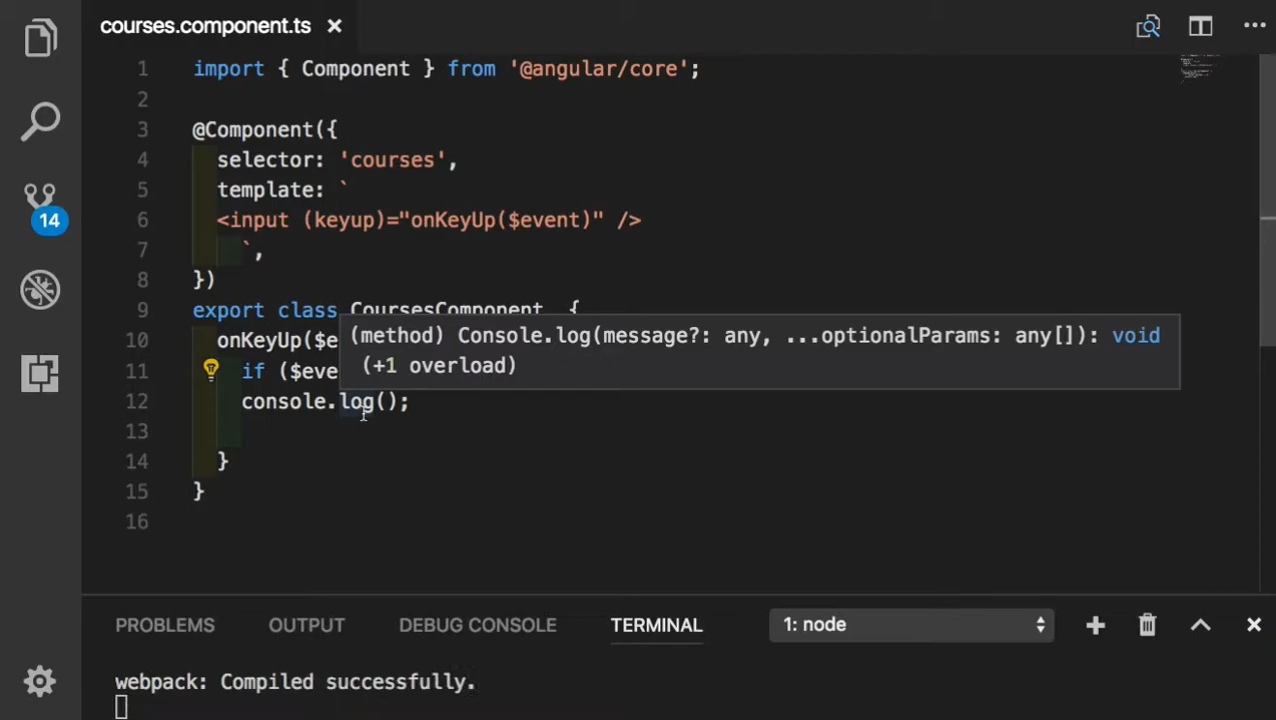 courses.component.ts
1 import { Component } from '@angular/core';
2
3 @Component({
4 selector: 'courses',
5 template: `
6 <input (keyup)="onKeyUp($event)" />
7 `,
8 })
9 export class CoursesComponent {
10 onKeyUp($e
(method) Console.log(message?: any, ...optionalParams: any[]): void
11 if ($eve
(+1 overload)
12 console.log();
13
14 }
15 }
16
14
PROBLEMS OUTPUT DEBUG CONSOLE TERMINAL 1: node
webpack: Compiled successfully.